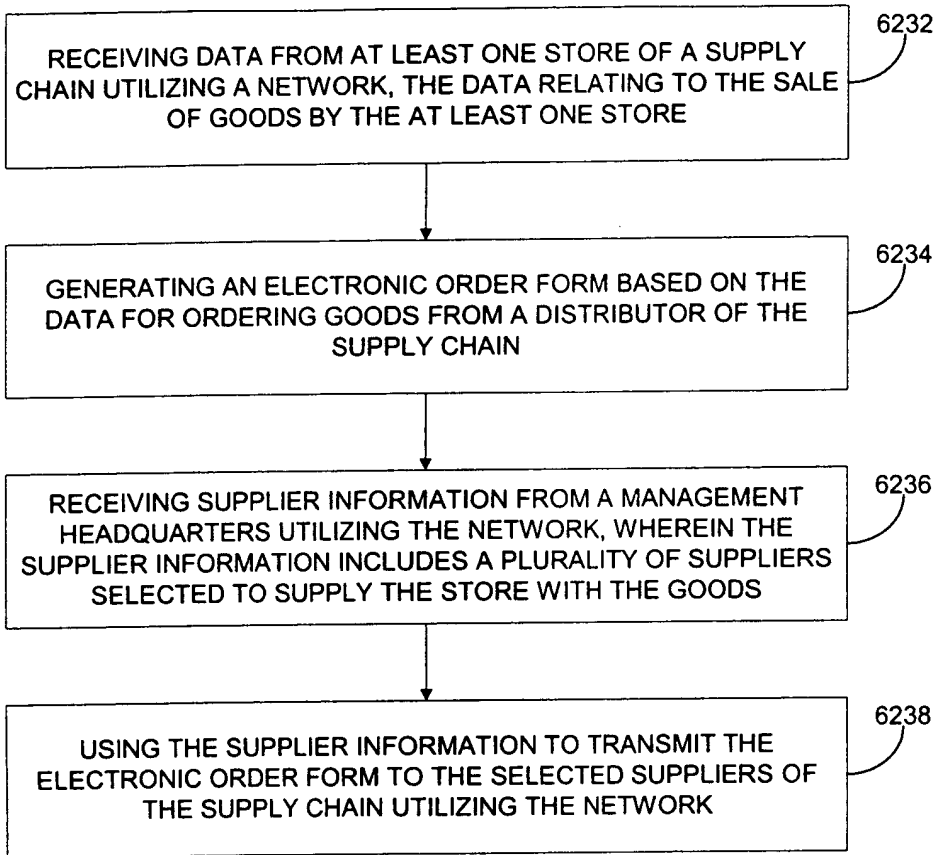 6232
RECEIVING DATA FROM AT LEAST ONE STORE OF A SUPPLY
CHAIN UTILIZING A NETWORK, THE DATA RELATING TO THE SALE
OF GOODS BY THE AT LEAST ONE STORE
6234
GENERATING AN ELECTRONIC ORDER FORM BASED ON THE
DATA FOR ORDERING GOODS FROM A DISTRIBUTOR OF THE
SUPPLY CHAIN
6236
RECEIVING SUPPLIER INFORMATION FROM A MANAGEMENT
HEADQUARTERS UTILIZING THE NETWORK, WHEREIN THE
SUPPLIER INFORMATION INCLUDES A PLURALITY OF SUPPLIERS
SELECTED TO SUPPLY THE STORE WITH THE GOODS
6238
USING THE SUPPLIER INFORMATION TO TRANSMIT THE
ELECTRONIC ORDER FORM TO THE SELECTED SUPPLIERS OF
THE SUPPLY CHAIN UTILIZING THE NETWORK